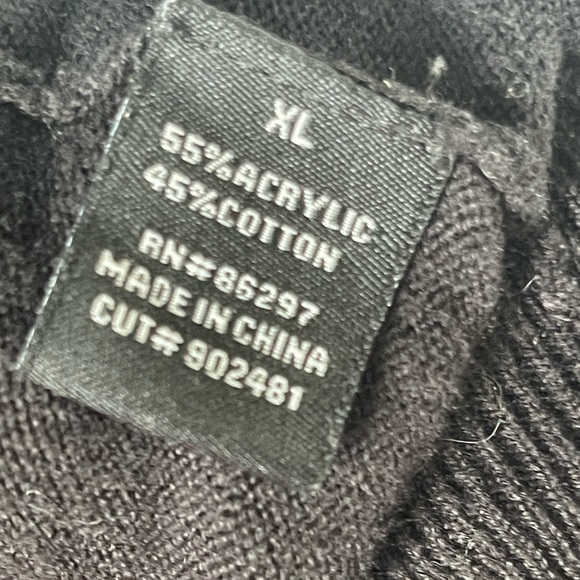 XL
55%ACRYLIC
45%COTTON
RN#86297
MADE IN CHINA
CUT# 902481